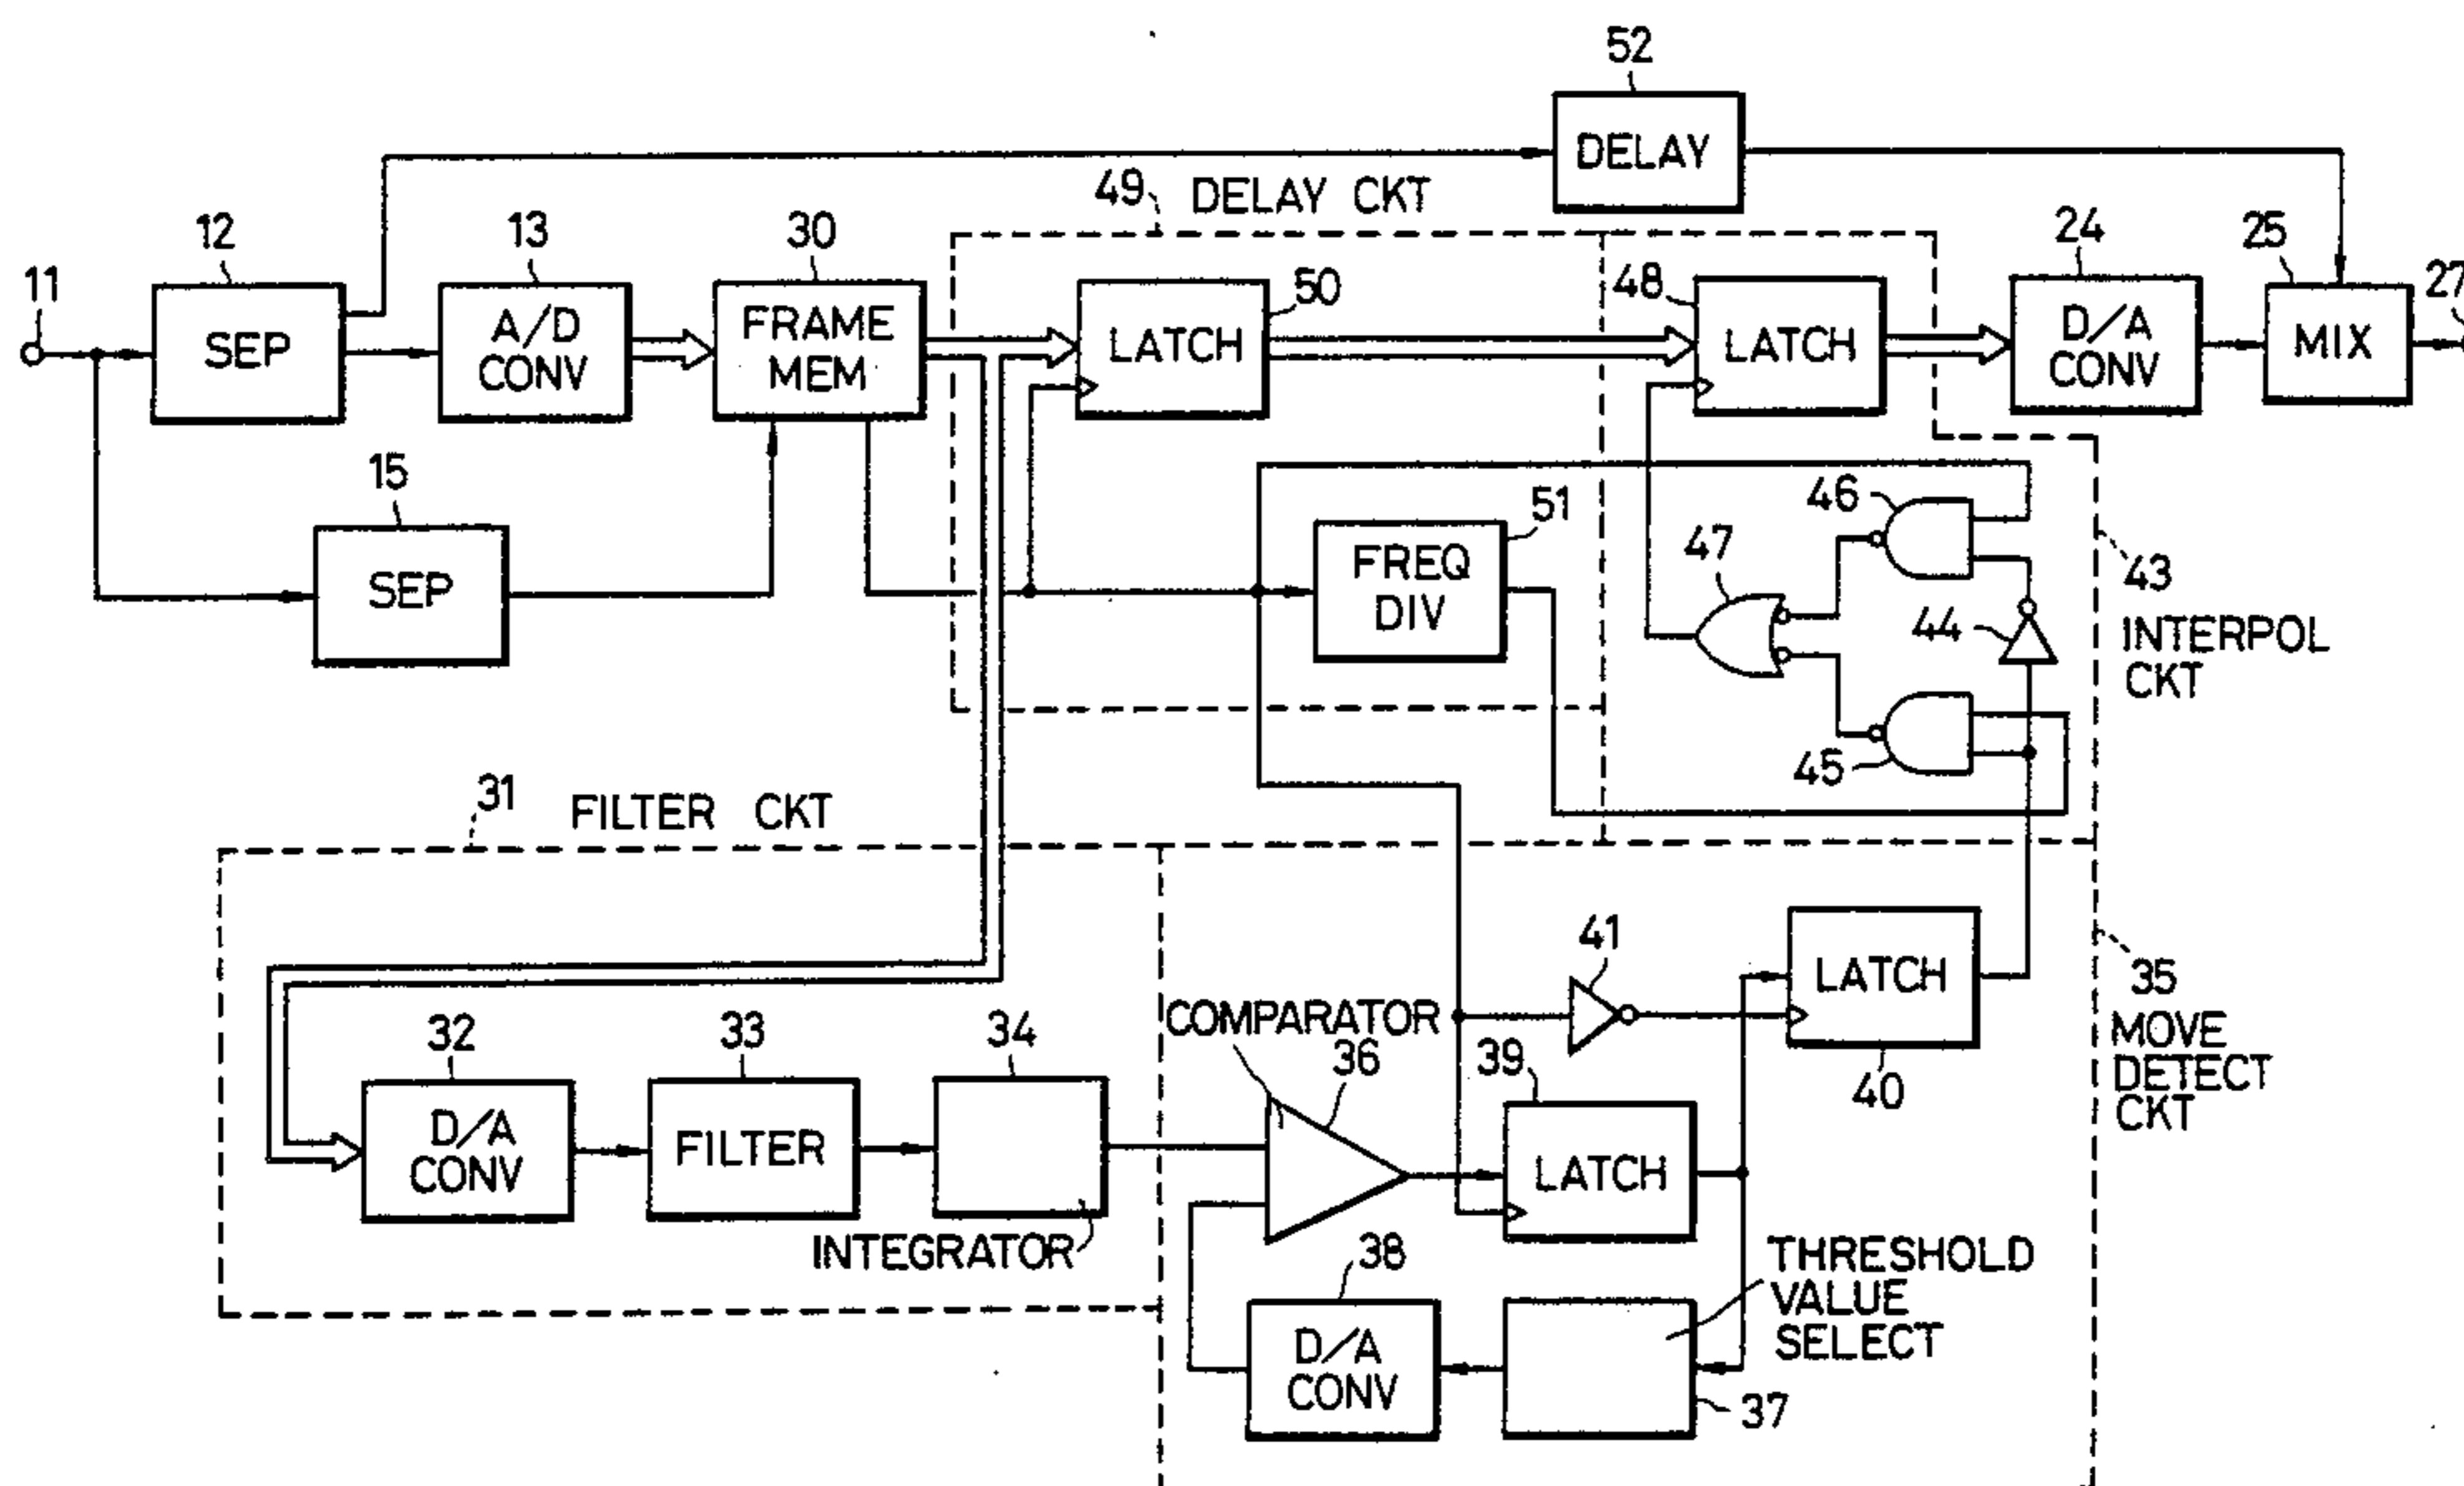 52
DELAY
49 DELAY CKT
11
12
SEP
13
A/D
CONV
30
FRAME
MEM
50
LATCH
48
LATCH
24
D/A
CONV
25
MIX
27
15
SEP
51
FREQ
DIV
46
47
44
45
43
INTERPOL
CKT
31 FILTER CKT
32
D/A
CONV
33
FILTER
34
INTEGRATOR
COMPARATOR
36
41
39
LATCH
LATCH
40
35
MOVE
DETECT
CKT
38
D/A
CONV
THRESHOLD
VALUE
SELECT
37